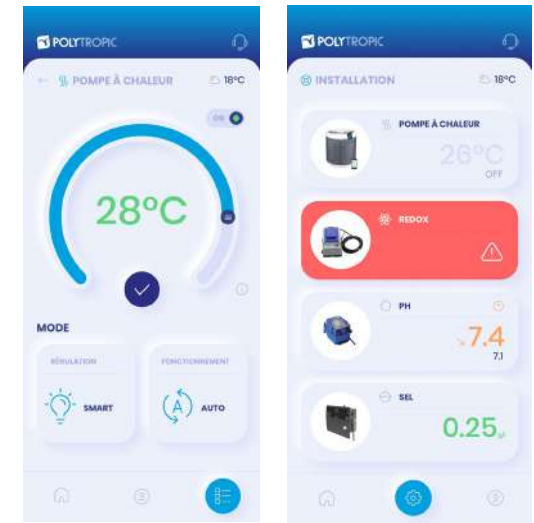 POLYTROPIC
POMPE À CHALEUR
18°C
ON
28°C
MODE
RÉGULATION
SMART
FONCTIONNEMENT
A
AUTO
POLYTROPIC
INSTALLATION
18°C
POMPE À CHALEUR
26°C
OFF
REDOX
PH
7.4
7.1
SEL
0.25